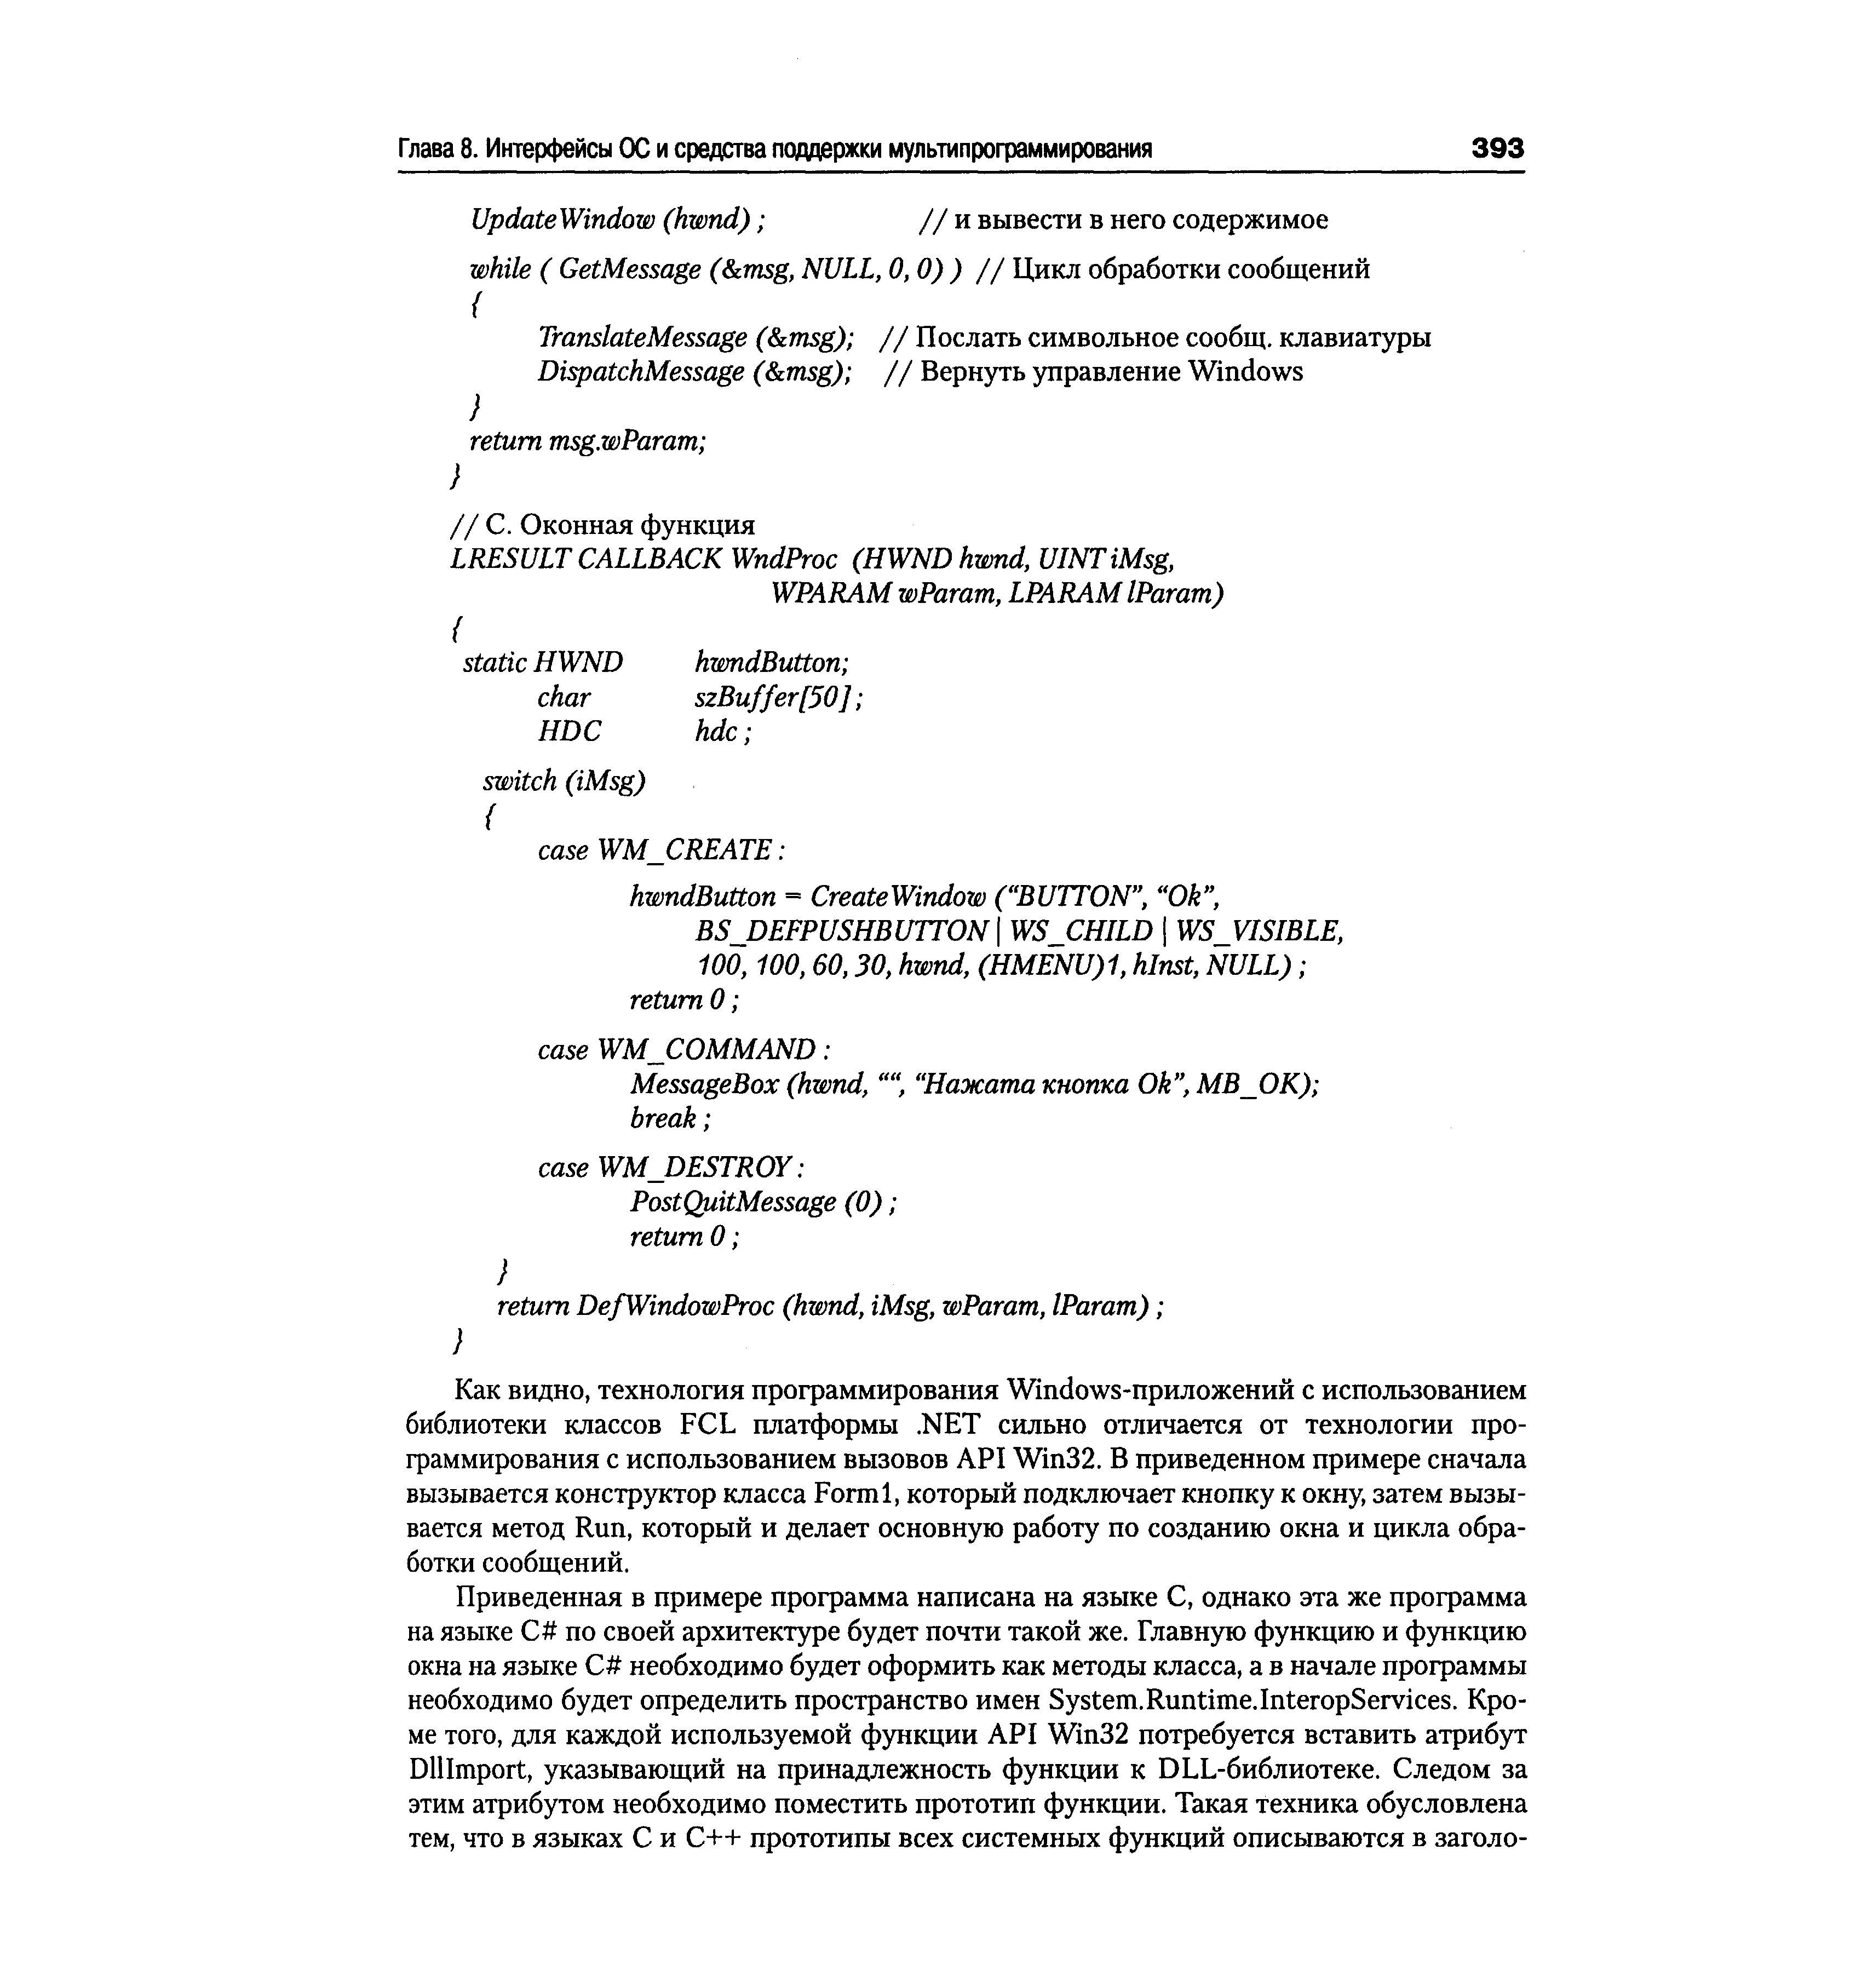 Глава 8. Интерфейсы ОС и средства поддержки мультипрограммирования 393
UpdateWindow (hwnd) ; // и вывести в него содержимое
while ( GetMessage (&msg, NULL, 0, 0) ) // Цикл обработки сообщений
{
TranslateMessage (&msg); // Послать символьное сообщ. клавиатуры
DispatchMessage (&msg); // Вернуть управление Windows
}
return msg.wParam;
}
// С. Оконная функция
LRESULT CALLBACK WndProc (HWND hwnd, UINT iMsg,
WPARAM wParam, LPARAM lParam)
{
static HWND hwndButton;
char szBuffer[50] ;
HDC hdc ;
switch (iMsg)
{
case WM_CREATE :
hwndButton = CreateWindow (“BUTTON”, “Ok”,
BS_DEFPUSHBUTTON | WS_CHILD | WS_VISIBLE,
100, 100, 60, 30, hwnd, (HMENU)1, hInst, NULL) ;
return 0 ;
case WM_COMMAND :
MessageBox (hwnd, ““, “Нажата кнопка Ok”, MB_OK);
break ;
case WM_DESTROY :
PostQuitMessage (0) ;
return 0 ;
}
return DefWindowProc (hwnd, iMsg, wParam, lParam) ;
}
Как видно, технология программирования Windows-приложений с использованием
библиотеки классов FCL платформы .NET сильно отличается от технологии про-
граммирования с использованием вызовов API Win32. В приведенном примере сначала
вызывается конструктор класса Form1, который подключает кнопку к окну, затем вызы-
вается метод Run, который и делает основную работу по созданию окна и цикла обра-
ботки сообщений.
Приведенная в примере программа написана на языке С, однако эта же программа
на языке C# по своей архитектуре будет почти такой же. Главную функцию и функцию
окна на языке C# необходимо будет оформить как методы класса, а в начале программы
необходимо будет определить пространство имен System.Runtime.InteropServices. Кро-
ме того, для каждой используемой функции API Win32 потребуется вставить атрибут
DllImport, указывающий на принадлежность функции к DLL-библиотеке. Следом за
этим атрибутом необходимо поместить прототип функции. Такая техника обусловлена
тем, что в языках С и С++ прототипы всех системных функций описываются в заголо-